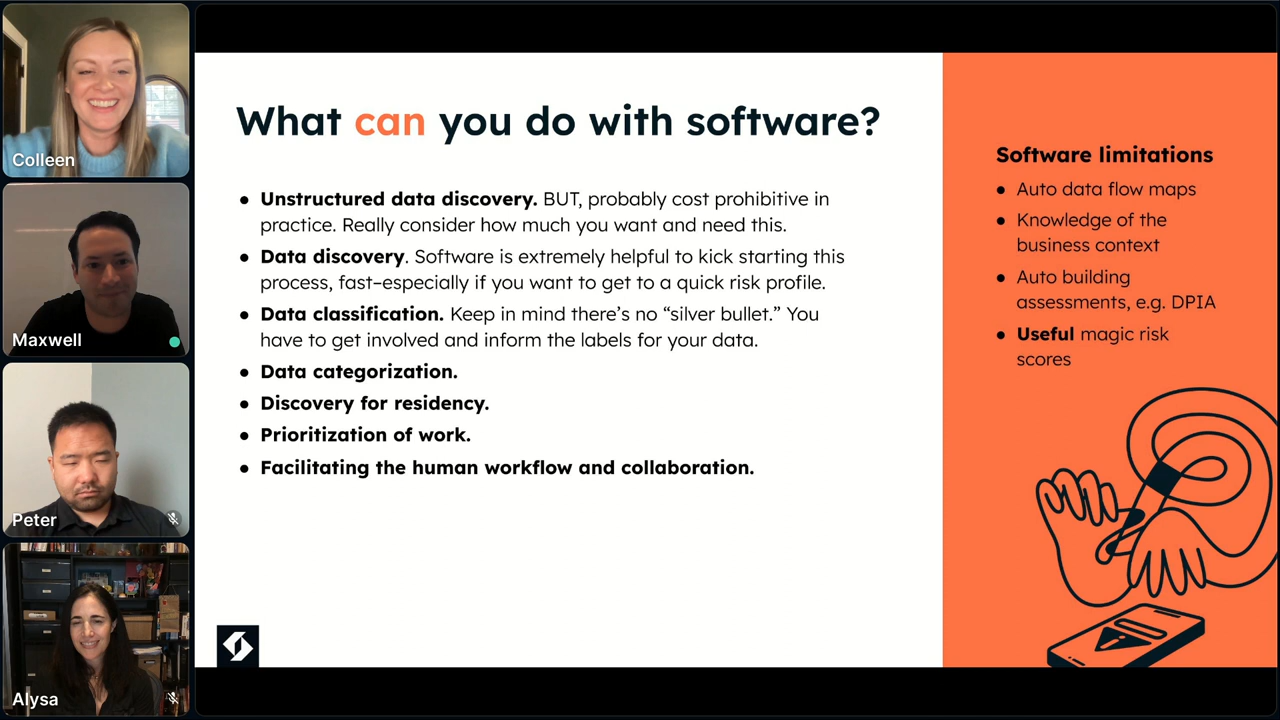 Colleen
Maxwell
Peter
Alysa
What can you do with software?
● Unstructured data discovery. BUT, probably cost prohibitive in
practice. Really consider how much you want and need this.
● Data discovery. Software is extremely helpful to kick starting this
process, fast–especially if you want to get to a quick risk profile.
● Data classification. Keep in mind there’s no “silver bullet.” You
have to get involved and inform the labels for your data.
● Data categorization.
● Discovery for residency.
● Prioritization of work.
● Facilitating the human workflow and collaboration.
Software limitations
● Auto data flow maps
● Knowledge of the
business context
● Auto building
assessments, e.g. DPIA
● Useful magic risk
scores